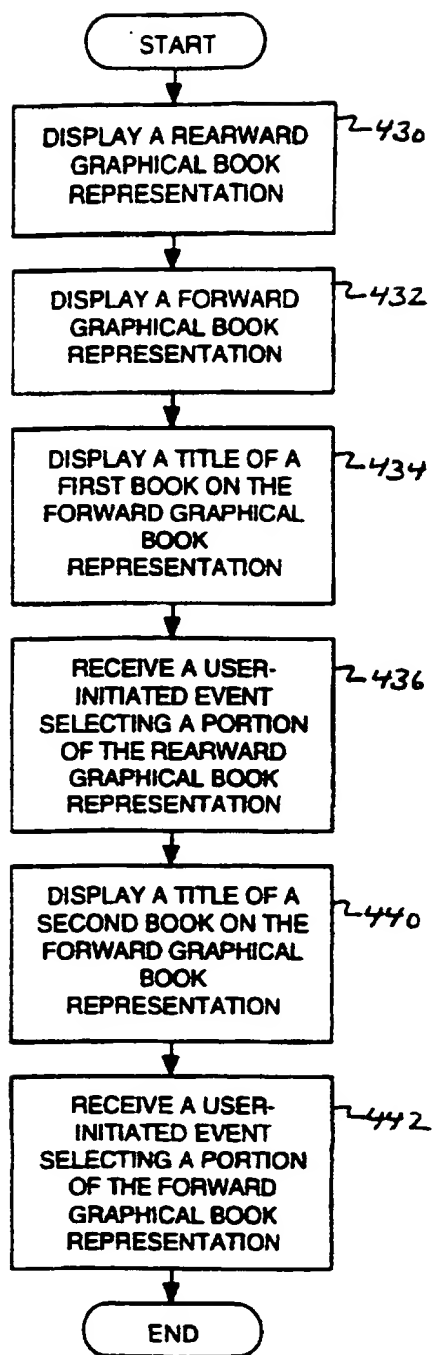 START
DISPLAY A REARWARD
GRAPHICAL BOOK
REPRESENTATION
430
DISPLAY A FORWARD
GRAPHICAL BOOK
REPRESENTATION
432
DISPLAY A TITLE OF A
FIRST BOOK ON THE
FORWARD GRAPHICAL
BOOK
REPRESENTATION
434
RECEIVE A USER-
INITIATED EVENT
SELECTING A PORTION
OF THE REARWARD
GRAPHICAL BOOK
REPRESENTATION
436
DISPLAY A TITLE OF A
SECOND BOOK ON THE
FORWARD GRAPHICAL
BOOK
REPRESENTATION
440
RECEIVE A USER-
INITIATED EVENT
SELECTING A PORTION
OF THE FORWARD
GRAPHICAL BOOK
REPRESENTATION
442
END